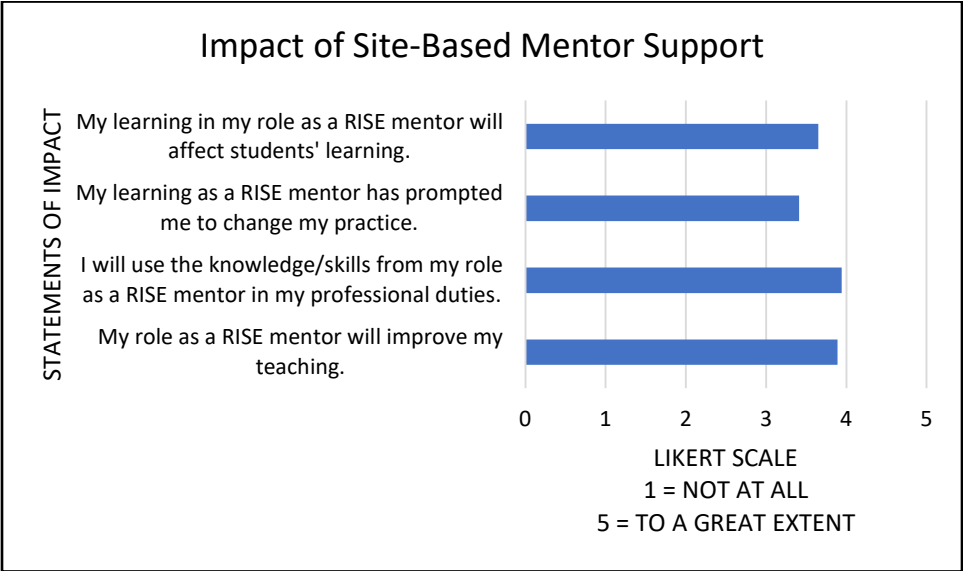 Impact of Site-Based Mentor Support
STATEMENTS OF IMPACT
My learning in my role as a RISE mentor will
affect students' learning.
My learning as a RISE mentor has prompted
me to change my practice.
I will use the knowledge/skills from my role
as a RISE mentor in my professional duties.
My role as a RISE mentor will improve my
teaching.
0 1 2 3 4 5
LIKERT SCALE
1 = NOT AT ALL
5 = TO A GREAT EXTENT